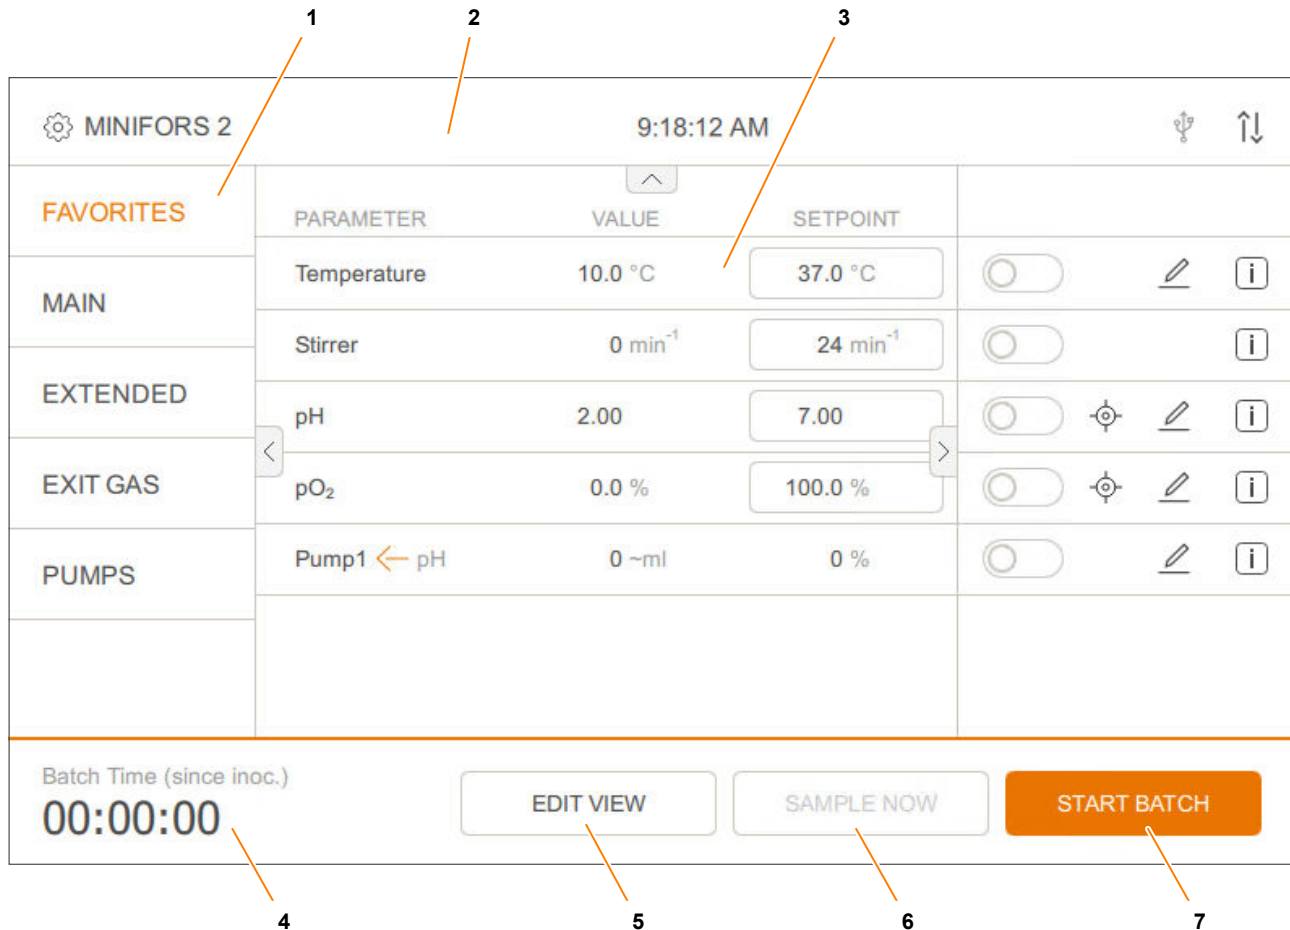 1 2 3
MINIFORS 2 9:18:12 AM
FAVORITES
PARAMETER VALUE SETPOINT
Temperature 10.0 °C 37.0 °C
MAIN
Stirrer 0 min⁻¹ 24 min⁻¹
EXTENDED
pH 2.00 7.00
EXIT GAS
pO₂ 0.0 % 100.0 %
Pump1 ← pH 0 ~ml 0 %
PUMPS
Batch Time (since inoc.)
00:00:00
EDIT VIEW SAMPLE NOW START BATCH
4 5 6 7